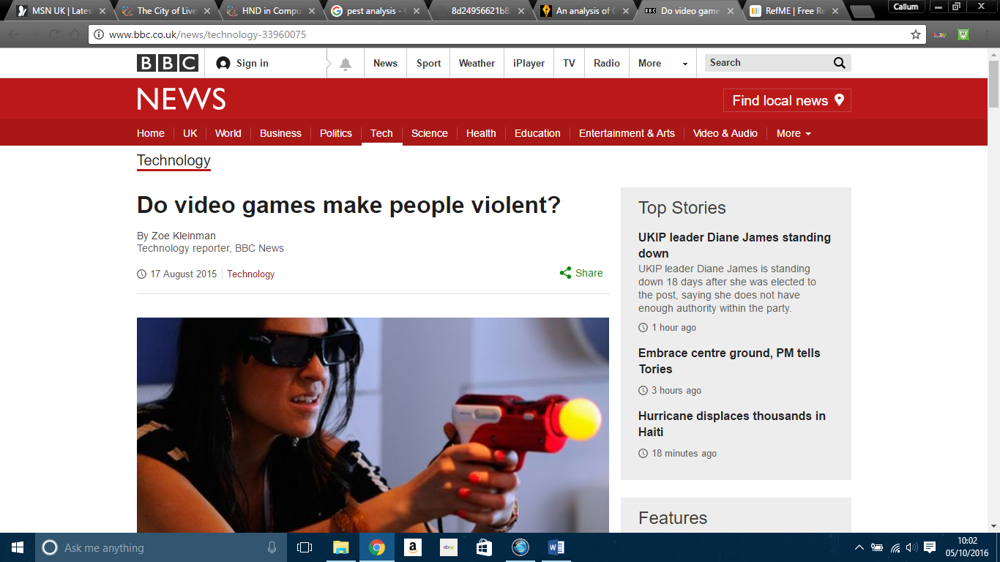 MSN UK | Lates
The City of Live
HND in Compu
pest analysis - G
8d24956621b8
An analysis of G
Do video game
RefME | Free Re
Callum
www.bbc.co.uk/news/technology-33960075
BBC
Sign in
News
Sport
Weather
iPlayer
TV
Radio
More
Search
NEWS
Find local news
Home
UK
World
Business
Politics
Tech
Science
Health
Education
Entertainment & Arts
Video & Audio
More
Technology
Do video games make people violent?
By Zoe Kleinman
Technology reporter, BBC News
17 August 2015
Technology
Share
Top Stories
UKIP leader Diane James standing
down
UKIP leader Diane James is standing
down 18 days after she was elected to
the post, saying she does not have
enough authority within the party.
1 hour ago
Embrace centre ground, PM tells
Tories
3 hours ago
Hurricane displaces thousands in
Haiti
18 minutes ago
Features
Ask me anything
10:02
05/10/2016